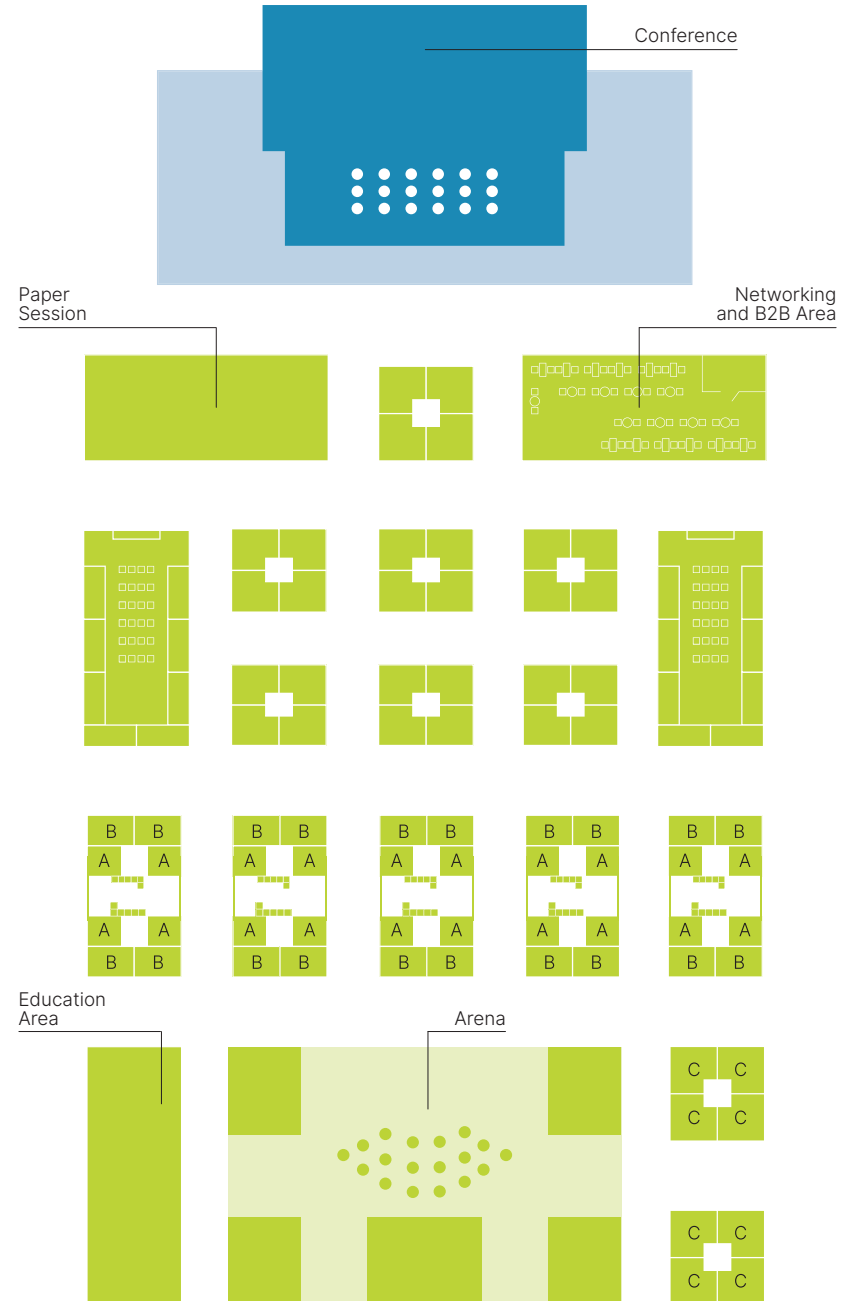 Conference
Paper
Session
Networking
and B2B Area
B B B B B B B B B B
A A A A A A A A A A
A A A A A A A A A A
B B B B B B B B B B
Education
Area
Arena
C C
C C
C C
C C